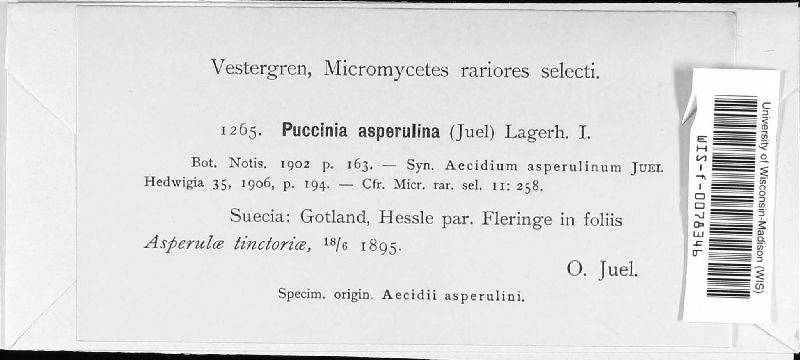 Vestergren, Micromycetes rariores selecti.
1265. Puccinia asperulina (Juel) Lagerh. I.
Bot. Notis. 1902 p. 163. — Syn. Aecidium asperulinum JUEL
Hedwigia 35, 1906, p. 194. — Cfr. Micr. rar. sel. 11: 258.
Suecia: Gotland, Hessle par. Fleringe in foliis
Asperulæ tinctoriæ, 18/6 1895.
O. Juel.
Specim. origin. Aecidii asperulini.
University of Wisconsin-Madison (WIS)
WIS-f-0078346